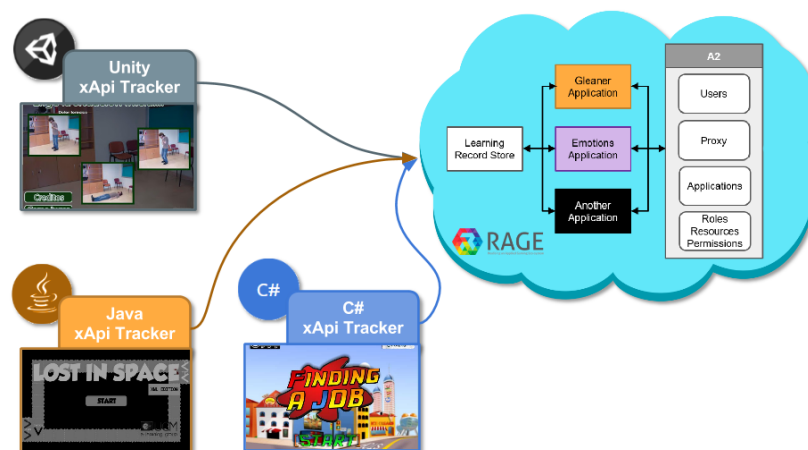 Unity
xApi Tracker
Creditos
Java
xApi Tracker
LOST IN SPACE
START
C#
C#
xApi Tracker
FINDING
A JOB
START
Learning
Record Store
Gleaner
Application
Emotions
Application
Another
Application
A2
Users
Proxy
Applications
Roles
Resources
Permissions
RAGE